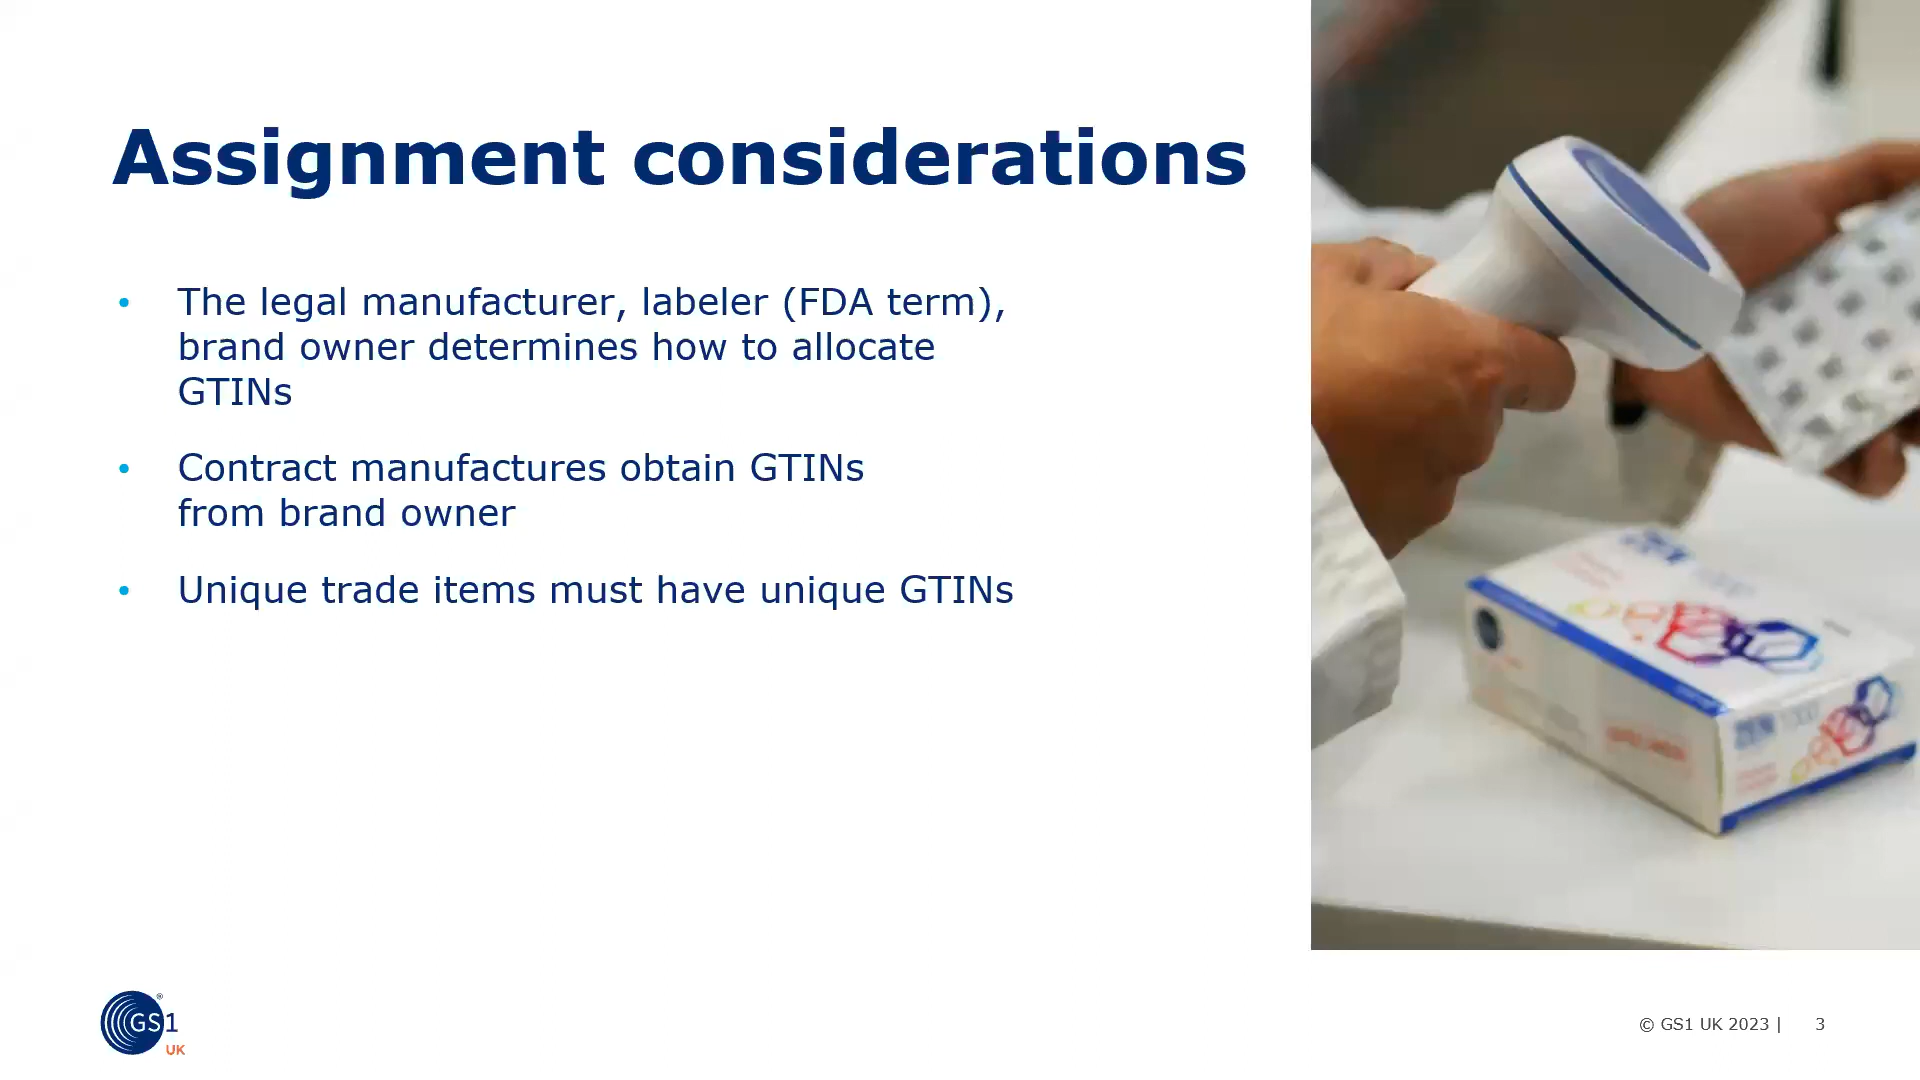 Assignment considerations
• The legal manufacturer, labeler (FDA term),
brand owner determines how to allocate
GTINs
• Contract manufactures obtain GTINs
from brand owner
• Unique trade items must have unique GTINs
GS1 ®
UK
© GS1 UK 2023 | 3